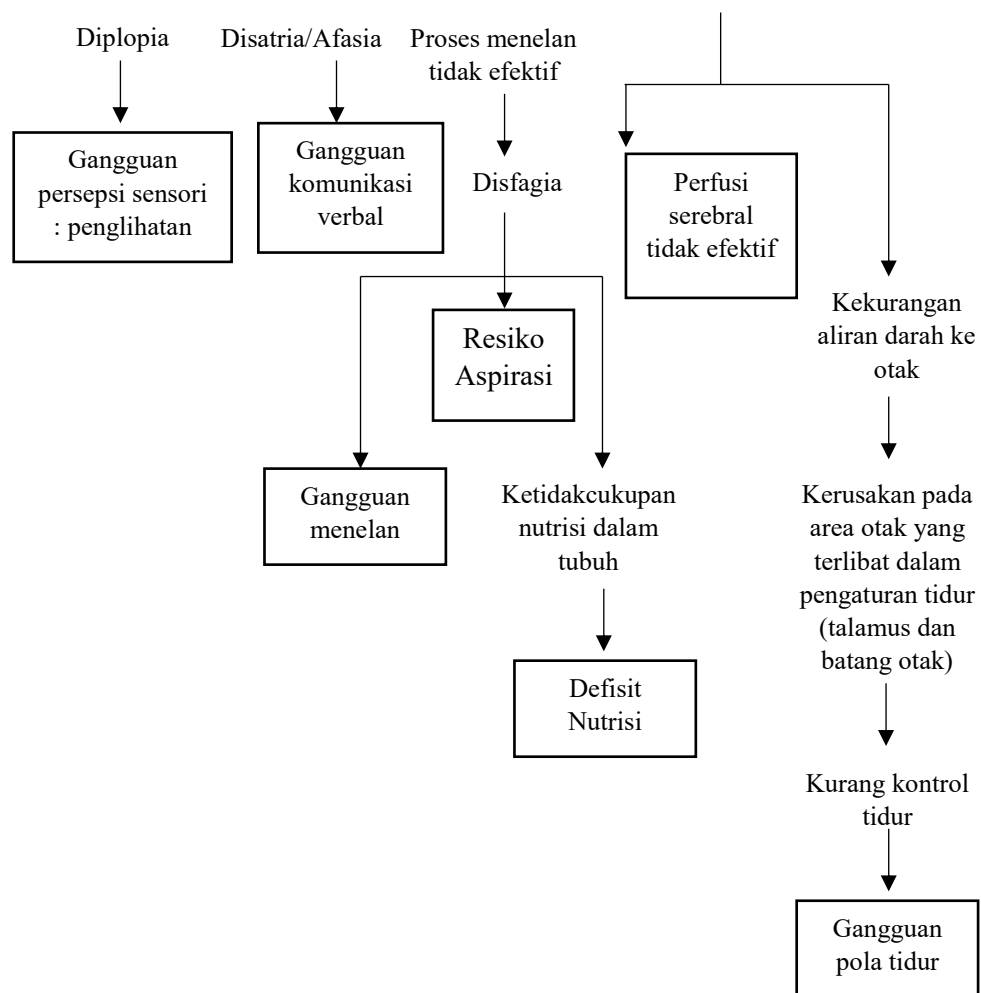 Diplopia
Disatria/Afasia
Proses menelan
tidak efektif
Gangguan
persepsi sensori
: penglihatan
Gangguan
komunikasi
verbal
Disfagia
Perfusi
serebral
tidak efektif
Kekurangan
aliran darah ke
otak
Resiko
Aspirasi
Gangguan
menelan
Ketidakcukupan
nutrisi dalam
tubuh
Kerusakan pada
area otak yang
terlibat dalam
pengaturan tidur
(talamus dan
batang otak)
Defisit
Nutrisi
Kurang kontrol
tidur
Gangguan
pola tidur